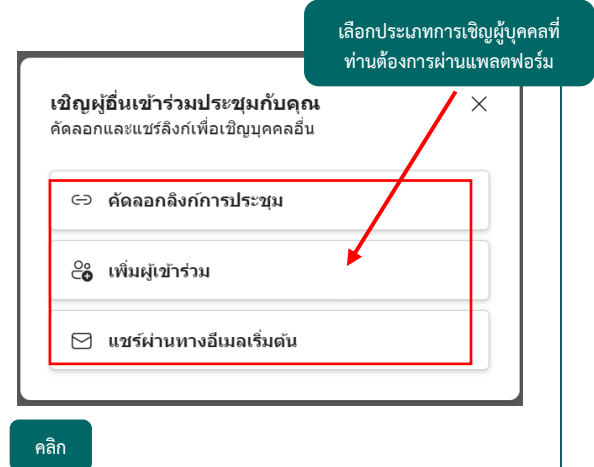 เลือกประเภทการเชิญผู้บุคคลที่
ท่านต้องการผ่านแพลตฟอร์ม
เชิญผู้อื่นเข้าร่วมประชุมกับคุณ
คัดลอกและแชร์ลิงก์เพื่อเชิญบุคคลอื่น
คัดลอกลิงก์การประชุม
เพิ่มผู้เข้าร่วม
แชร์ผ่านทางอีเมลเริ่มต้น
คลิก